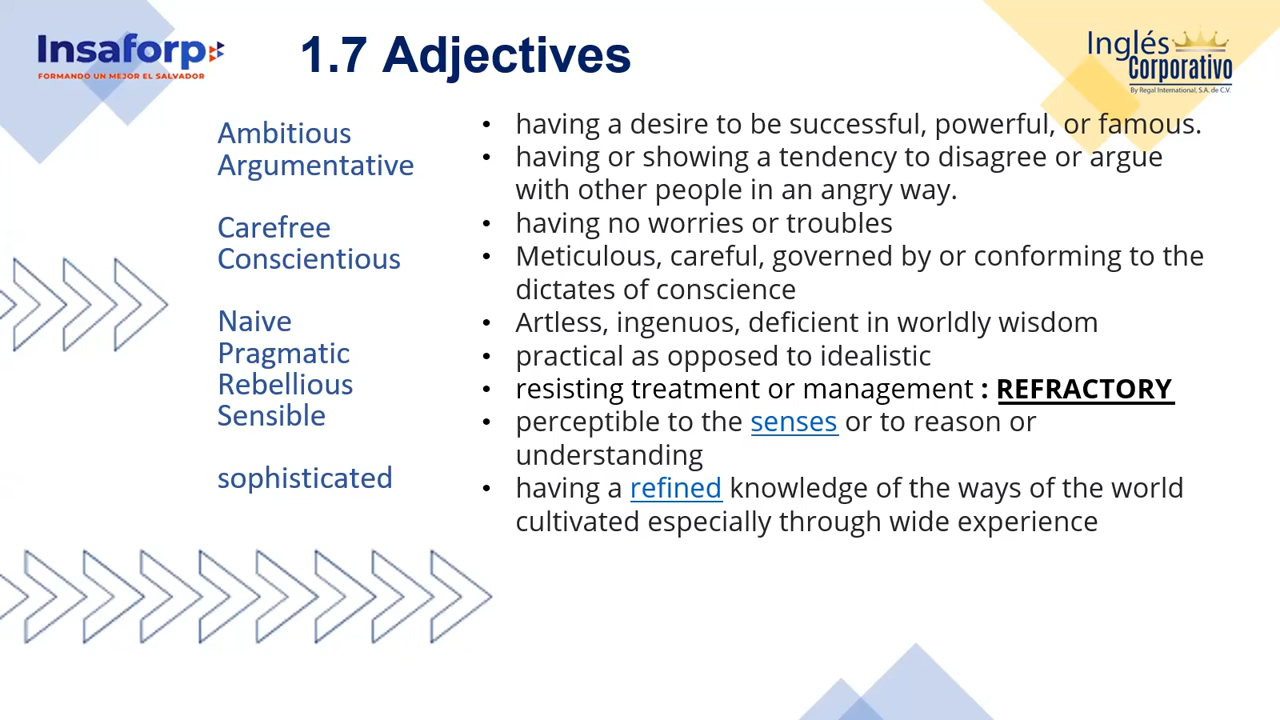 Insaforp
FORMANDO UN MEJOR EL SALVADOR
1.7 Adjectives
Inglés
Corporativo
By Regal International, S.A. de C.V.
Ambitious
Argumentative
Carefree
Conscientious
Naive
Pragmatic
Rebellious
Sensible
sophisticated
• having a desire to be successful, powerful, or famous.
• having or showing a tendency to disagree or argue
with other people in an angry way.
• having no worries or troubles
• Meticulous, careful, governed by or conforming to the
dictates of conscience
• Artless, ingenuos, deficient in worldly wisdom
• practical as opposed to idealistic
• resisting treatment or management : REFRACTORY
• perceptible to the senses or to reason or
understanding
• having a refined knowledge of the ways of the world
cultivated especially through wide experience